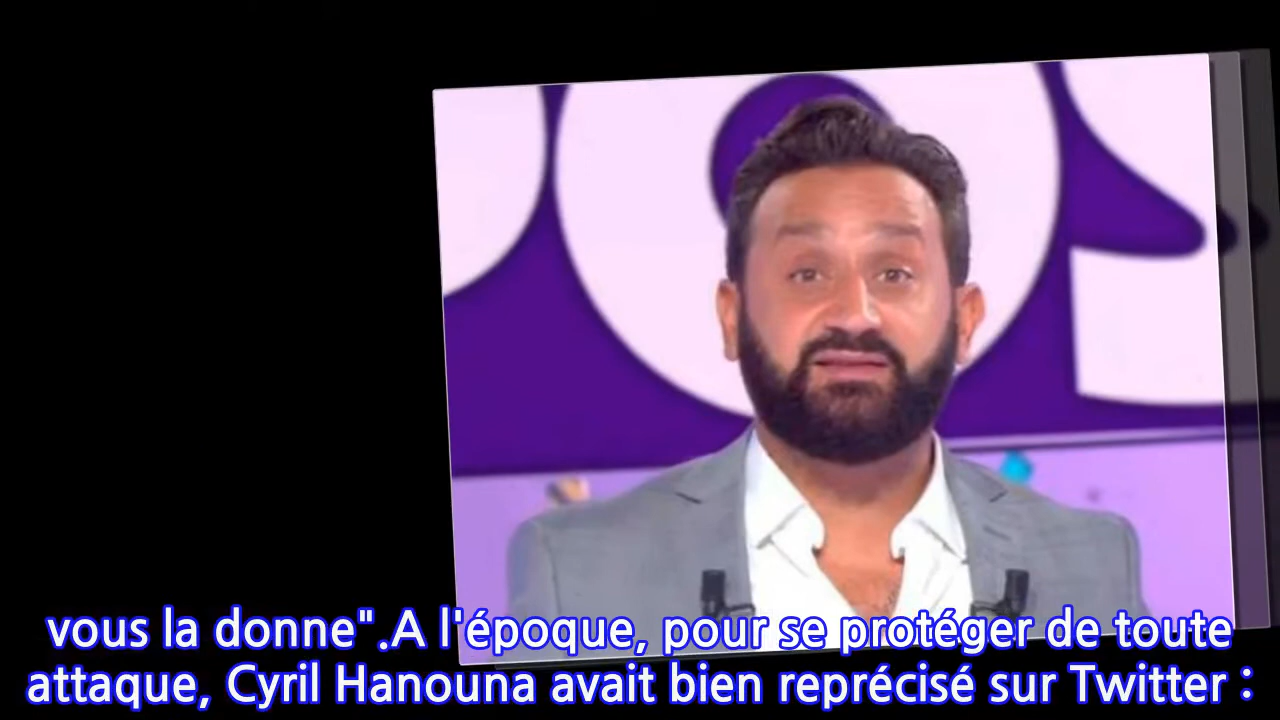 vous la donne".A l'époque, pour se protéger de toute
attaque, Cyril Hanouna avait bien reprécisé sur Twitter :